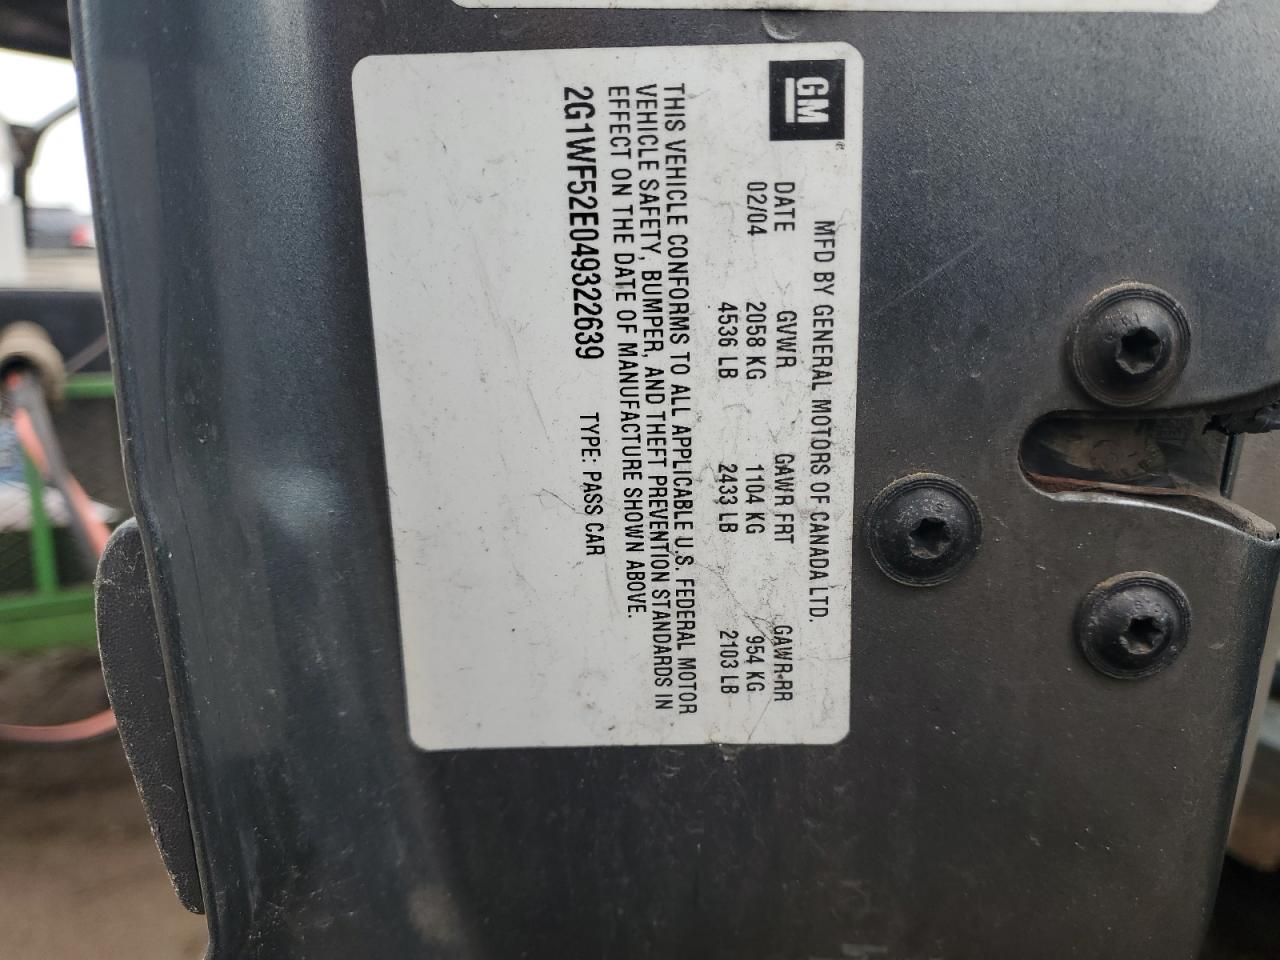 GM
MFD BY GENERAL MOTORS OF CANADA LTD.
DATE GVWR GAWR FRT GAWR RR
02/04 2058 KG 1104 KG 954 KG
4536 LB 2433 LB 2103 LB
THIS VEHICLE CONFORMS TO ALL APPLICABLE U.S. FEDERAL MOTOR
VEHICLE SAFETY, BUMPER, AND THEFT PREVENTION STANDARDS IN
EFFECT ON THE DATE OF MANUFACTURE SHOWN ABOVE.
2G1WF52E049322639 TYPE: PASS CAR